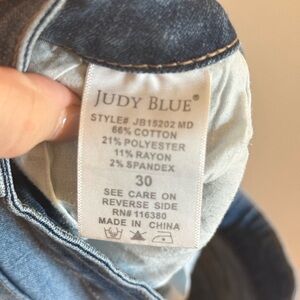 JUDY BLUE®
STYLE# JB15202 MD
66% COTTON
21% POLYESTER
11% RAYON
2% SPANDEX
30
SEE CARE ON
REVERSE SIDE
RN# 116380
MADE IN CHINA